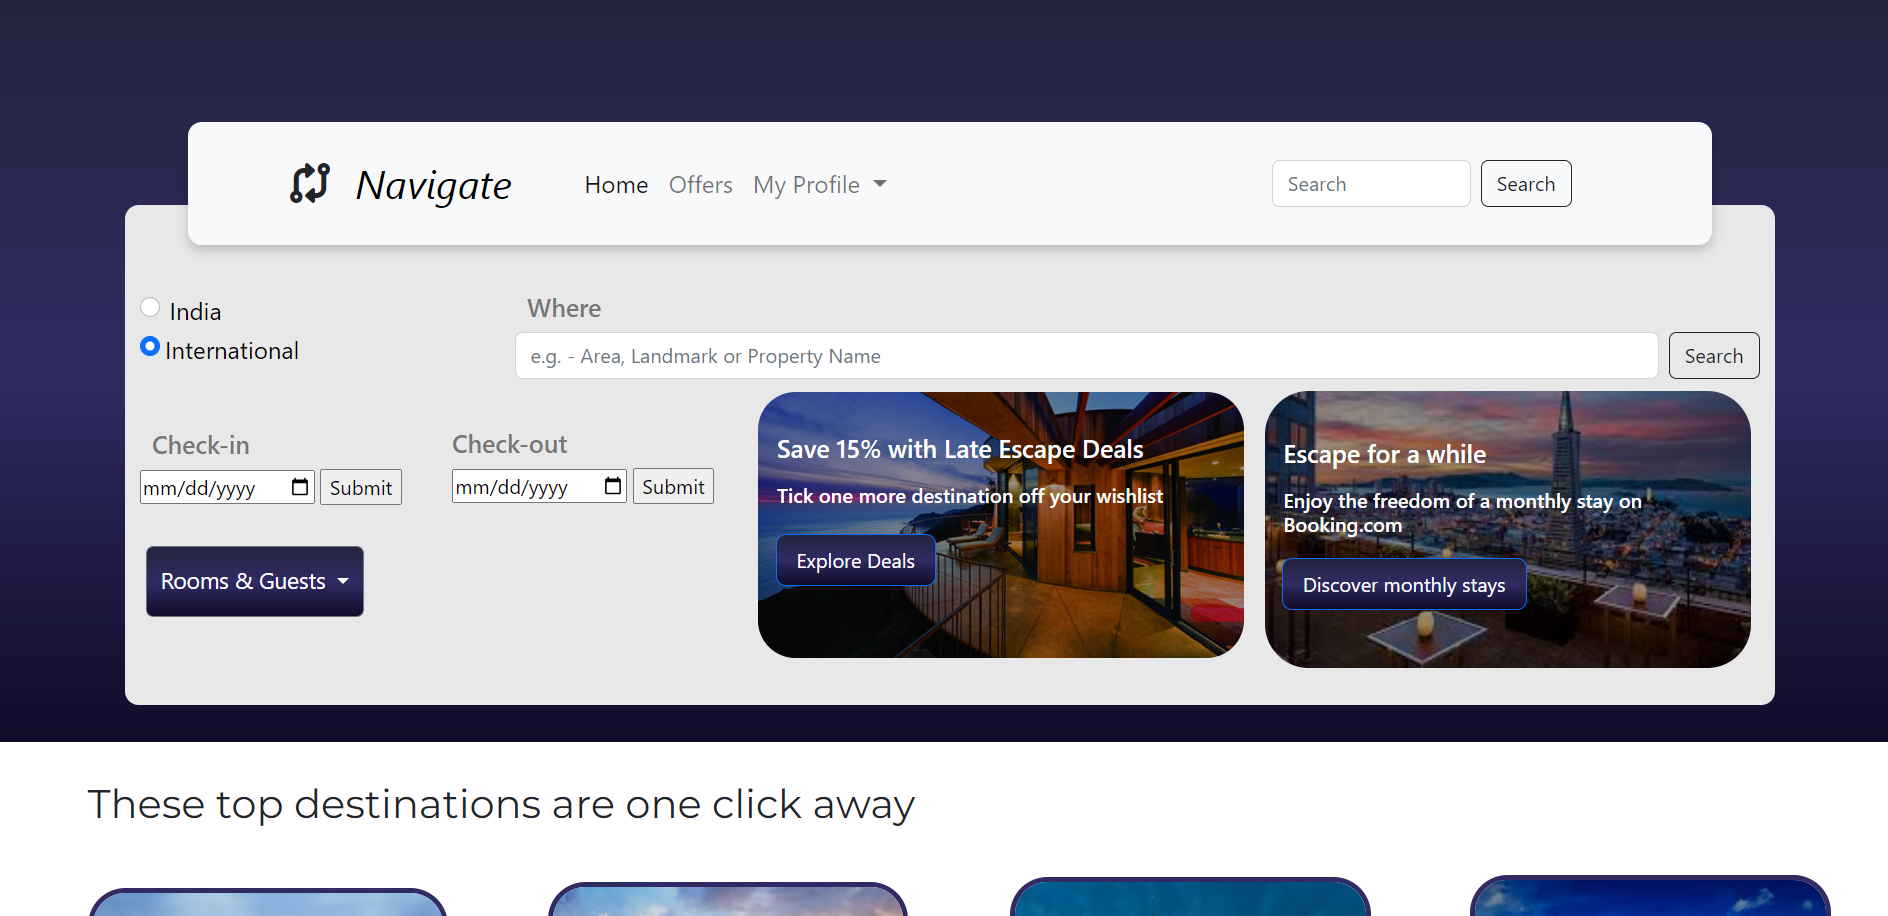 Navigate
Home
Offers
My Profile
Search
Search
India
International
Where
e.g. - Area, Landmark or Property Name
Search
Check-in
mm/dd/yyyy
Submit
Check-out
mm/dd/yyyy
Submit
Rooms & Guests
Save 15% with Late Escape Deals
Tick one more destination off your wishlist
Explore Deals
Escape for a while
Enjoy the freedom of a monthly stay on
Booking.com
Discover monthly stays
These top destinations are one click away